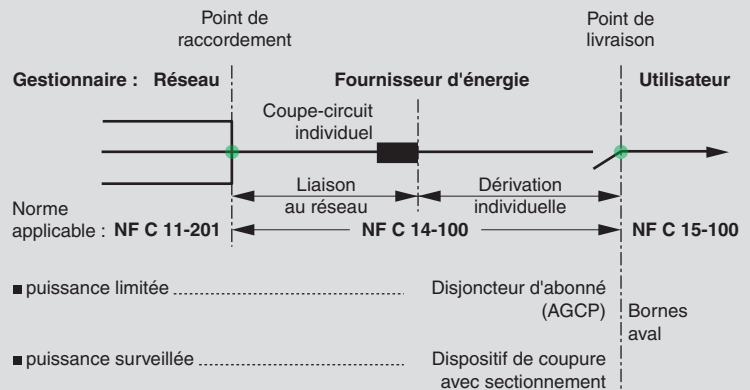 Point de
raccordement
Point de
livraison
Gestionnaire : Réseau Fournisseur d'énergie Utilisateur
Coupe-circuit
individuel
Liaison
au réseau
Dérivation
individuelle
Norme
applicable : NF C 11-201 NF C 14-100 NF C 15-100
■ puissance limitée ........................................ Disjoncteur d'abonné
(AGCP)
Bornes
aval
■ puissance surveillée ................................... Dispositif de coupure
avec sectionnement